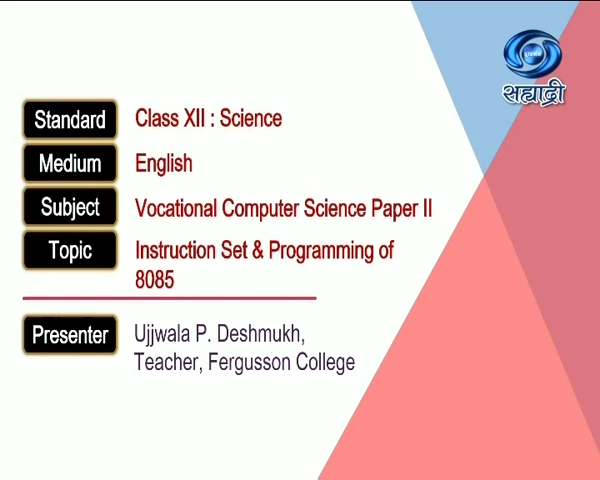 सह्याद्री
Standard Class XII : Science
Medium English
Subject Vocational Computer Science Paper II
Topic Instruction Set & Programming of
8085
Presenter Ujjwala P. Deshmukh,
Teacher, Fergusson College